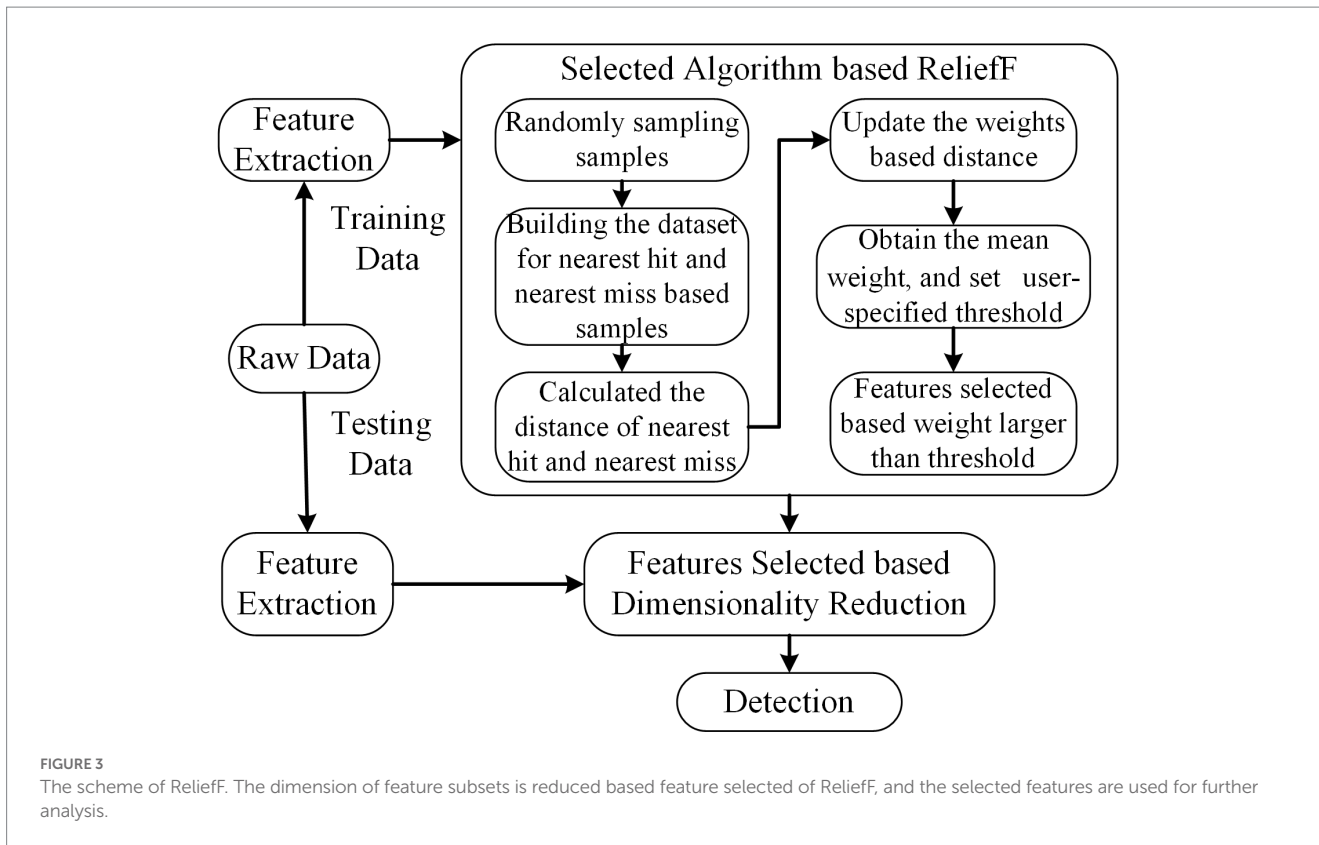 Selected Algorithm based ReliefF
Feature
Extraction
Randomly sampling
samples
Update the weights
based distance
Training
Data
Building the dataset
for nearest hit and
nearest miss based
samples
Obtain the mean
weight, and set user-
specified threshold
Raw Data
Calculated the
distance of nearest
hit and nearest miss
Features selected
based weight larger
than threshold
Testing
Data
Feature
Extraction
Features Selected based
Dimensionality Reduction
Detection
FIGURE 3
The scheme of ReliefF. The dimension of feature subsets is reduced based feature selected of ReliefF, and the selected features are used for further
analysis.